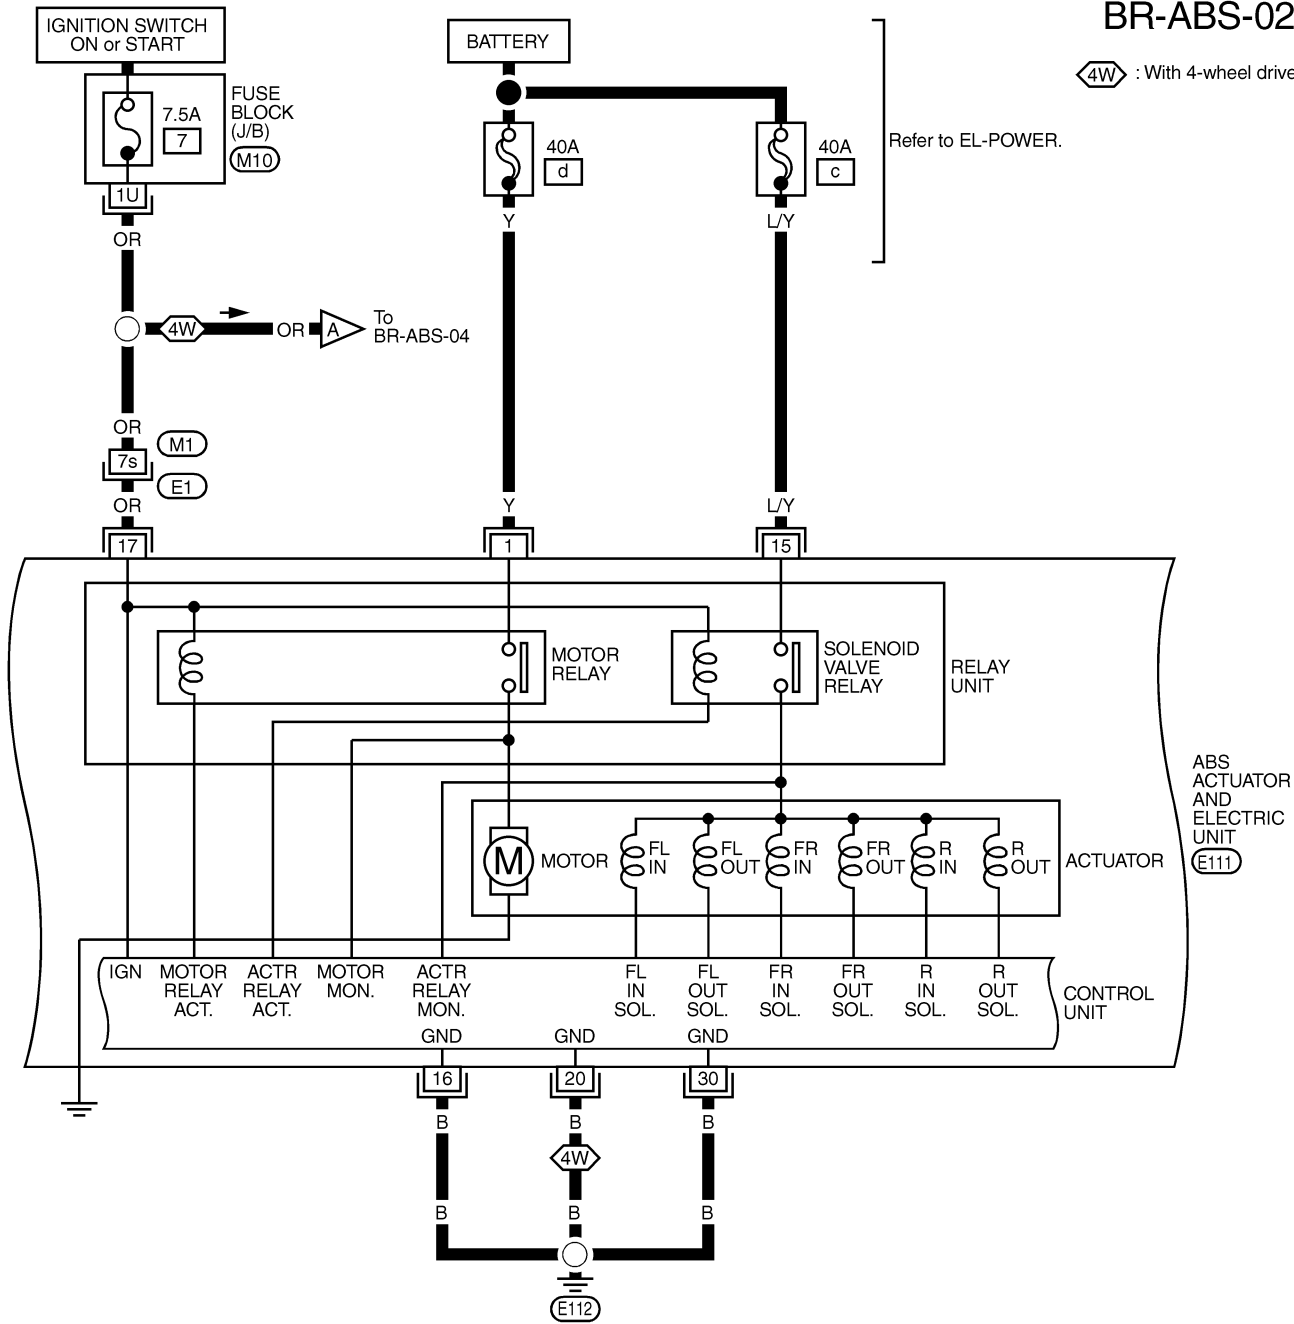 BR-ABS-02
4W : With 4-wheel drive
IGNITION SWITCH
ON or START
BATTERY
7.5A
7
FUSE
BLOCK
(J/B)
M10
40A
d
40A
c
Refer to EL-POWER.
1U
OR
Y
L/Y
4W
OR
A
To
BR-ABS-04
OR
M1
7s
E1
OR
Y
L/Y
17
1
15
MOTOR
RELAY
SOLENOID
VALVE
RELAY
RELAY
UNIT
ABS
ACTUATOR
AND
ELECTRIC
UNIT
E111
M
MOTOR
FL
IN
FL
OUT
FR
IN
FR
OUT
R
IN
R
OUT
ACTUATOR
IGN
MOTOR
RELAY
ACT.
ACTR
RELAY
ACT.
MOTOR
MON.
ACTR
RELAY
MON.
FL
IN
SOL.
FL
OUT
SOL.
FR
IN
SOL.
FR
OUT
SOL.
R
IN
SOL.
R
OUT
SOL.
CONTROL
UNIT
GND
GND
GND
16
20
30
B
B
B
4W
B
B
B
E112